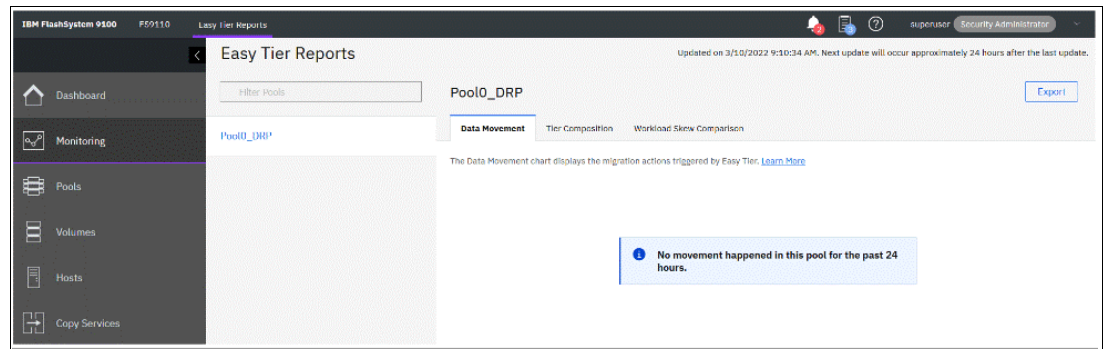 IBM FlashSystem 9100 FS9110 Easy Tier Reports
2 3 superuser Security Administrator
Easy Tier Reports
Updated on 3/10/2022 9:10:34 AM. Next update will occur approximately 24 hours after the last update.
Dashboard
Monitoring
Pools
Volumes
Hosts
Copy Services
Filter Pools
Pool0_DRP
Pool0_DRP
Export
Data Movement Tier Composition Workload Skew Comparison
The Data Movement chart displays the migration actions triggered by Easy Tier. Learn More
No movement happened in this pool for the past 24
hours.